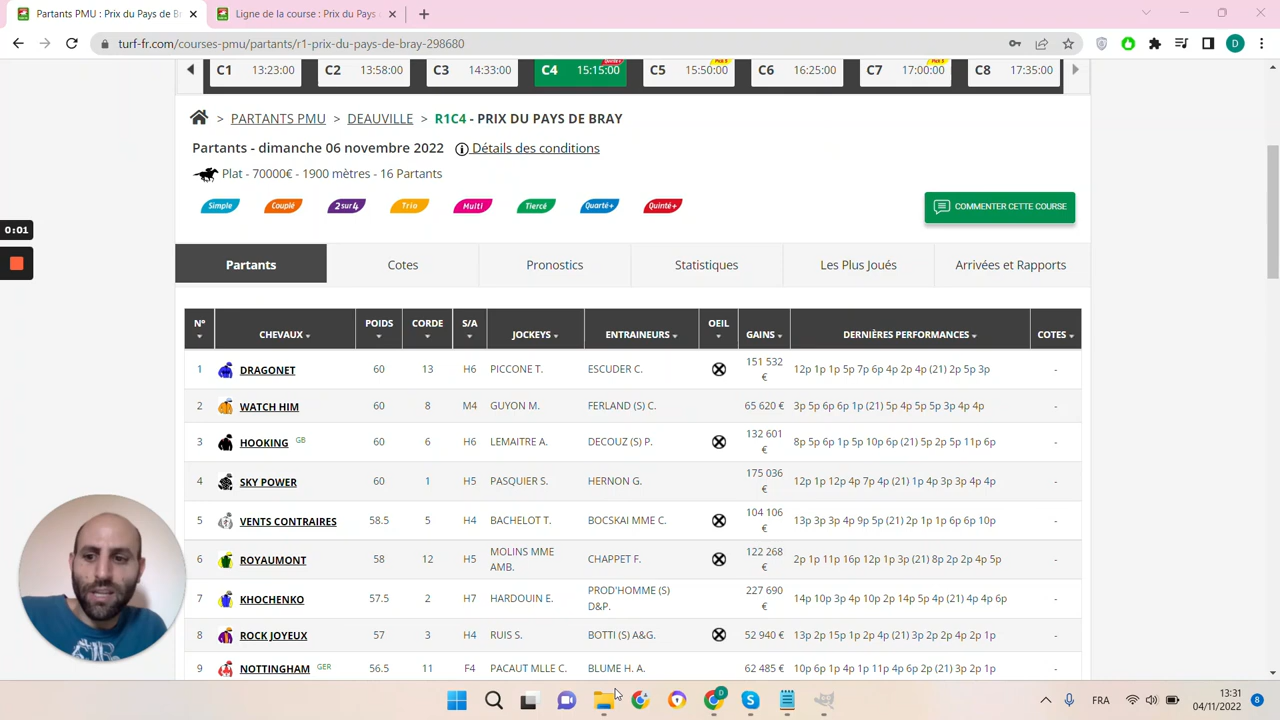 Partants PMU : Prix du Pays de Br
Ligne de la course : Prix du Pays
turf-fr.com/courses-pmu/partants/r1-prix-du-pays-de-bray-298680
D
C1 13:23:00 C2 13:58:00 C3 14:33:00 C4 15:15:00 C5 15:50:00 C6 16:25:00 C7 17:00:00 C8 17:35:00
> PARTANTS PMU > DEAUVILLE > R1C4 - PRIX DU PAYS DE BRAY
Partants - dimanche 06 novembre 2022 Détails des conditions
Plat - 70000€ - 1900 mètres - 16 Partants
Simple Couplé 2 sur 4 Trio Multi Tiercé Quarté+ Quinté+
COMMENTER CETTE COURSE
0:01
Partants Cotes Pronostics Statistiques Les Plus Joués Arrivées et Rapports
N° CHEVAUX POIDS CORDE S/A JOCKEYS ENTRAINEURS OEIL GAINS DERNIÈRES PERFORMANCES COTES
1 DRAGONET 60 13 H6 PICCONE T. ESCUDER C. 151 532 € 12p 1p 1p 5p 7p 6p 4p 2p 4p (21) 2p 5p 3p -
2 WATCH HIM 60 8 M4 GUYON M. FERLAND (S) C. 65 620 € 3p 5p 6p 6p 1p (21) 5p 4p 5p 5p 3p 4p 4p -
3 HOOKING GB 60 6 H6 LEMAITRE A. DECOUZ (S) P. 132 601 € 8p 5p 6p 1p 5p 10p 6p (21) 5p 2p 5p 11p 6p -
4 SKY POWER 60 1 H5 PASQUIER S. HERNON G. 175 036 € 12p 1p 12p 4p 7p 4p (21) 1p 4p 3p 3p 4p 4p -
5 VENTS CONTRAIRES 58.5 5 H4 BACHELOT T. BOCSKAI MME C. 104 106 € 13p 3p 3p 4p 9p 5p (21) 2p 1p 1p 6p 6p 10p -
6 ROYAUMONT 58 12 H5 MOLINS MME AMB. CHAPPET F. 122 268 € 2p 1p 11p 16p 12p 1p 3p (21) 8p 2p 2p 4p 5p -
7 KHOCHENKO 57.5 2 H7 HARDOUIN E. PROD'HOMME (S) D&P. 227 690 € 14p 10p 3p 4p 10p 2p 14p 5p 4p (21) 4p 4p 6p -
8 ROCK JOYEUX 57 3 H4 RUIS S. BOTTI (S) A&G. 52 940 € 13p 2p 15p 1p 2p 4p (21) 3p 2p 4p 2p 1p -
9 NOTTINGHAM GER 56.5 11 F4 PACAUT MLLE C. BLUME H. A. 62 485 € 10p 6p 1p 4p 1p 11p 4p 6p 2p (21) 3p 2p 1p -
FRA
13:31
04/11/2022
8